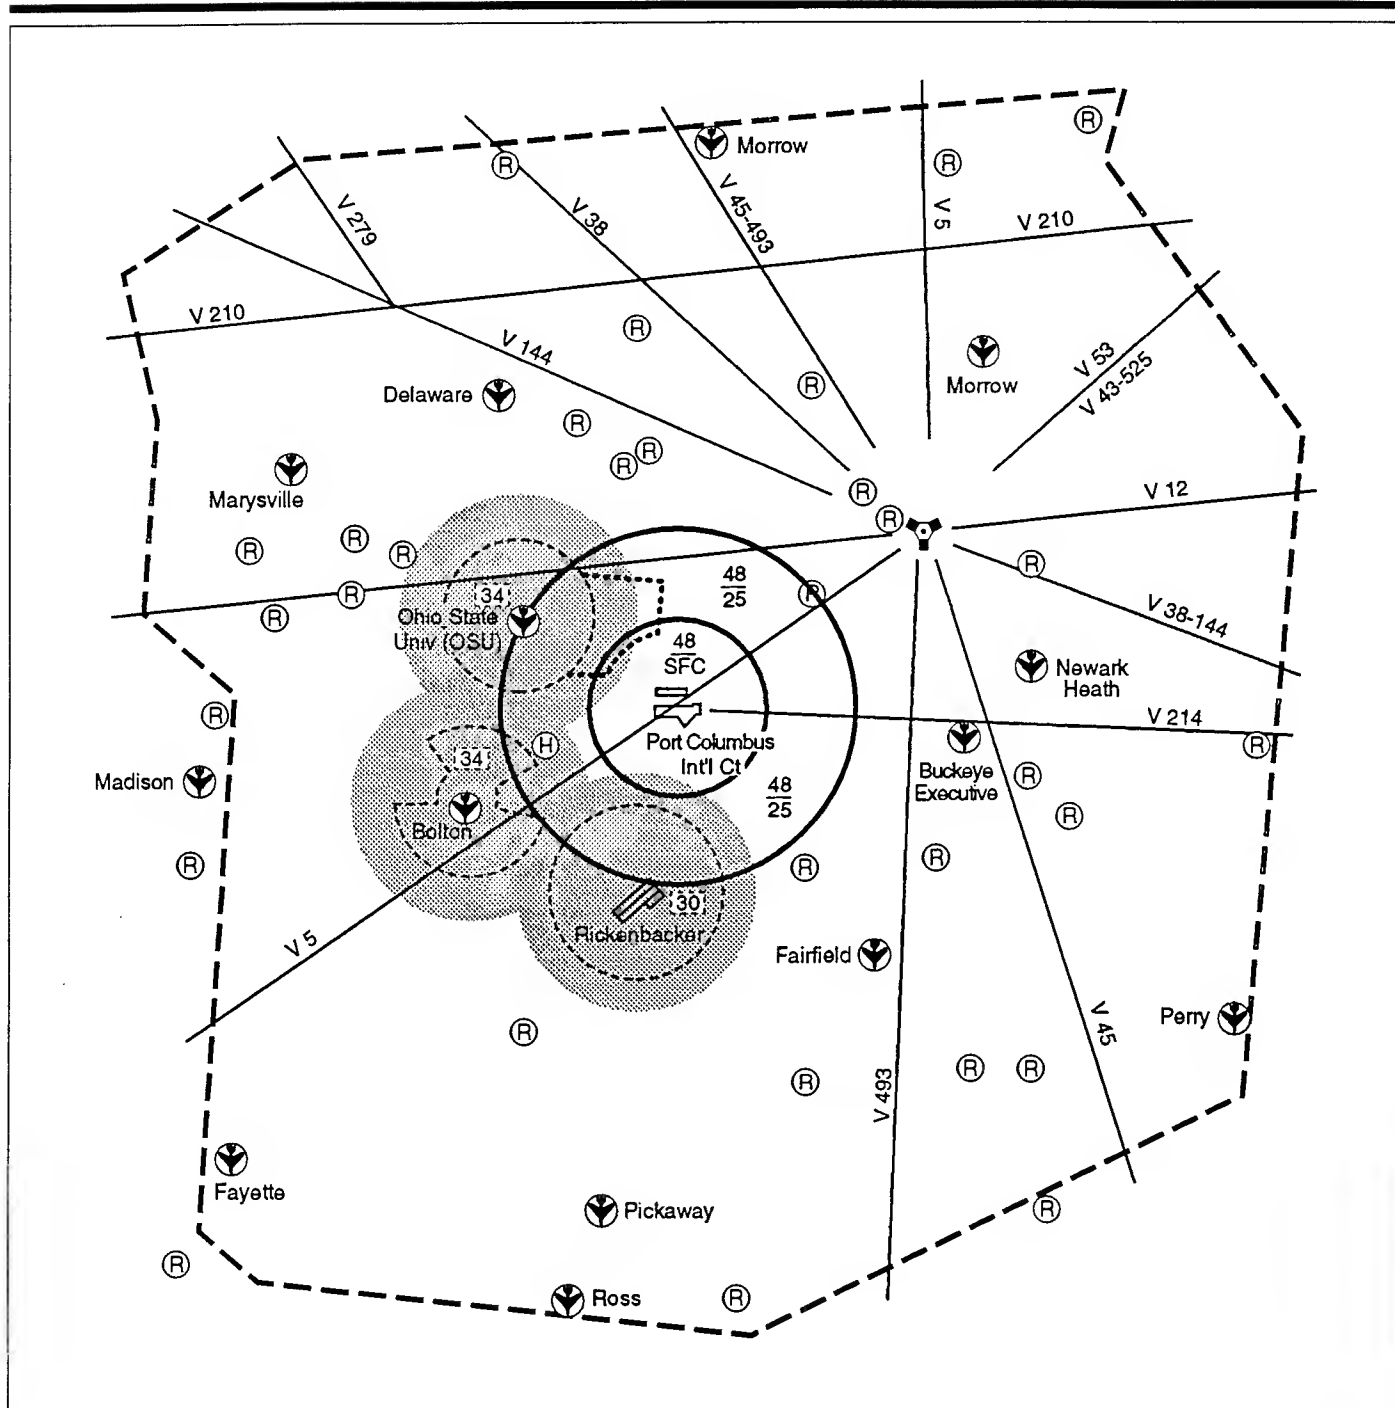 R
R
Morrow
R
V 279
V 38
V 45-493
V 5
V 210
V 210
R
V 144
R
Morrow
V 53
V 43-525
Delaware
R
R
R
Marysville
R
V 12
R
R
R
R
R
R
R
R
48
25
34
Ohio State
Univ (OSU)
48
SFC
V 38-144
Newark
Heath
R
V 214
R
H
Port Columbus
Int'l Ct
Buckeye
Executive
34
Madison
R
48
25
R
Bolton
R
R
R
30
Rickenbacker
V 5
Fairfield
Perry
R
V 45
R
R
R
V 493
Fayette
Pickaway
R
R
Ross
R